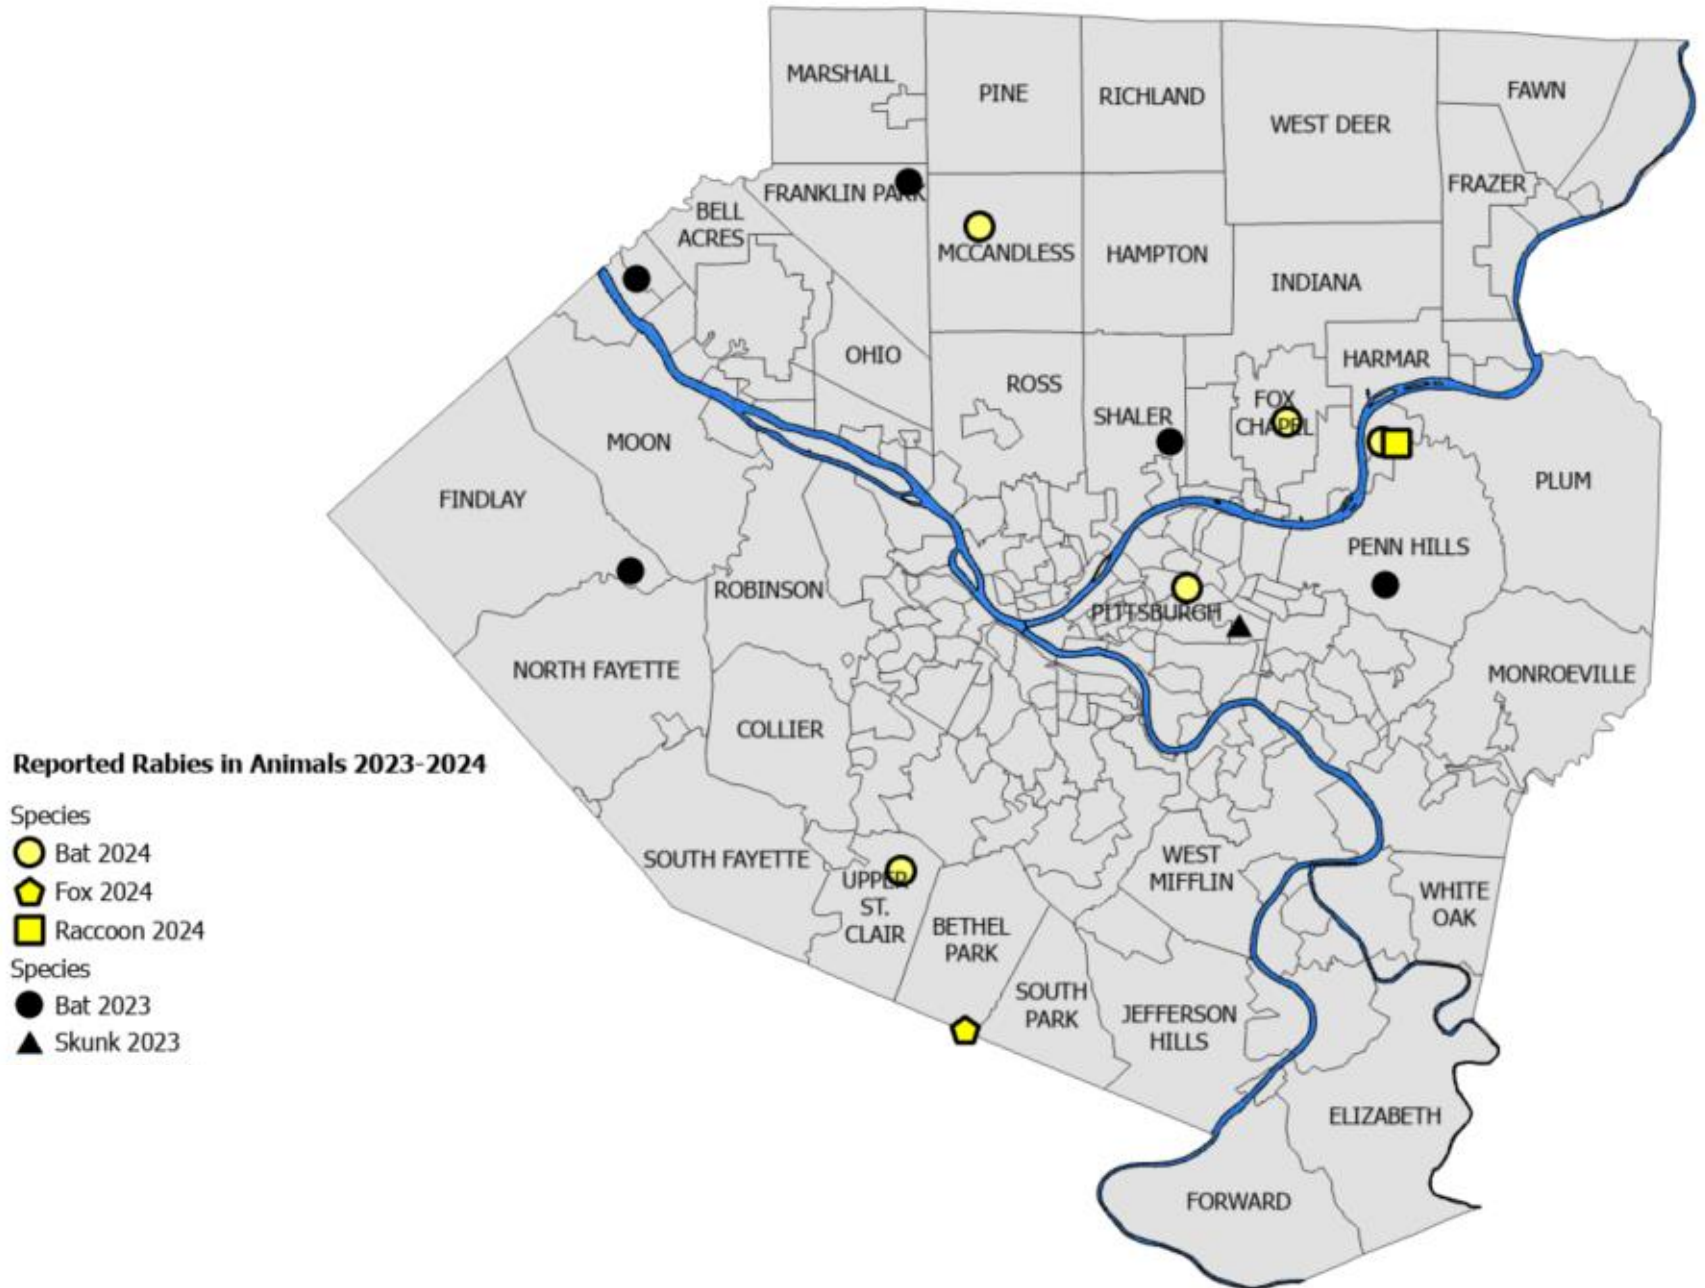 MARSHALL
PINE
RICHLAND
WEST DEER
FAWN
FRANKLIN PARK
FRAZER
BELL
ACRES
MCCANDLESS
HAMPTON
INDIANA
OHIO
ROSS
HARMAR
SHALER
FOX
CHAPEL
MOON
FINDLAY
PLUM
PENN HILLS
ROBINSON
PITTSBURGH
NORTH FAYETTE
MONROEVILLE
COLLIER
Reported Rabies in Animals 2023-2024
Species
Bat 2024
Fox 2024
Raccoon 2024
Species
Bat 2023
Skunk 2023
SOUTH FAYETTE
UPPER
ST.
CLAIR
WEST
MIFFLIN
WHITE
OAK
BETHEL
PARK
SOUTH
PARK
JEFFERSON
HILLS
ELIZABETH
FORWARD